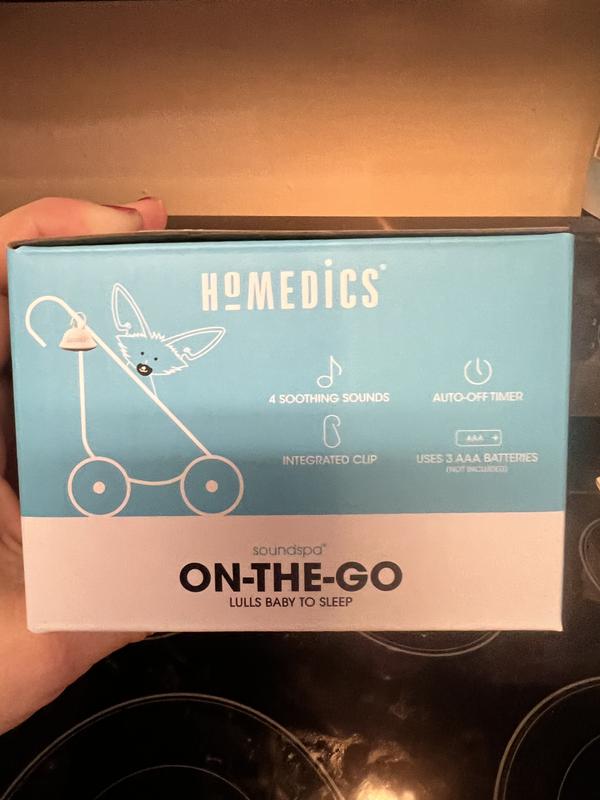 HoMEDiCS®
4 SOOTHING SOUNDS
AUTO-OFF TIMER
INTEGRATED CLIP
AAA +
USES 3 AAA BATTERIES
(NOT INCLUDED)
soundspa®
ON-THE-GO
LULLS BABY TO SLEEP